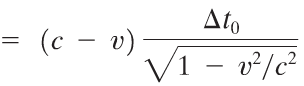 = (c − v) Δt₀ / √(1 − v²/c²)